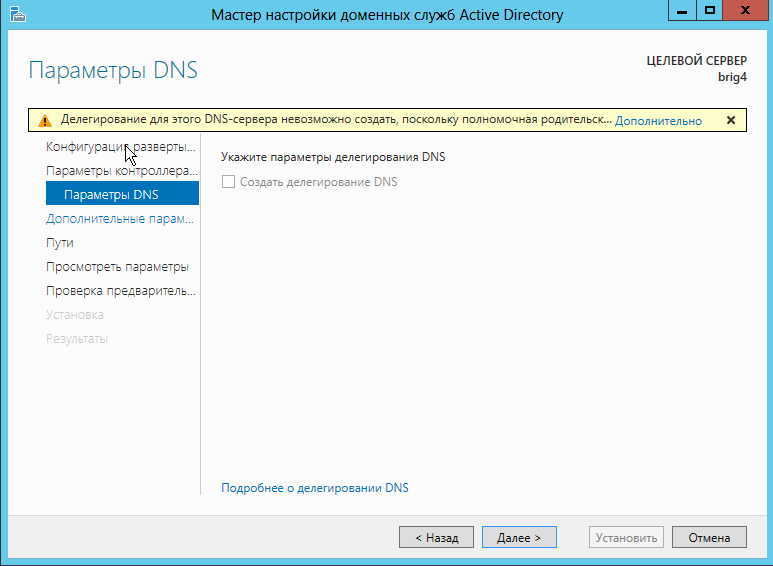 Мастер настройки доменных служб Active Directory
Параметры DNS
ЦЕЛЕВОЙ СЕРВЕР
brig4
Делегирование для этого DNS-сервера невозможно создать, поскольку полномочная родительск... Дополнительно
Конфигурация разверты...
Параметры контроллера...
Параметры DNS
Дополнительные парам...
Пути
Просмотреть параметры
Проверка предваритель...
Установка
Результаты
Укажите параметры делегирования DNS
Создать делегирование DNS
Подробнее о делегировании DNS
< Назад
Далее >
Установить
Отмена